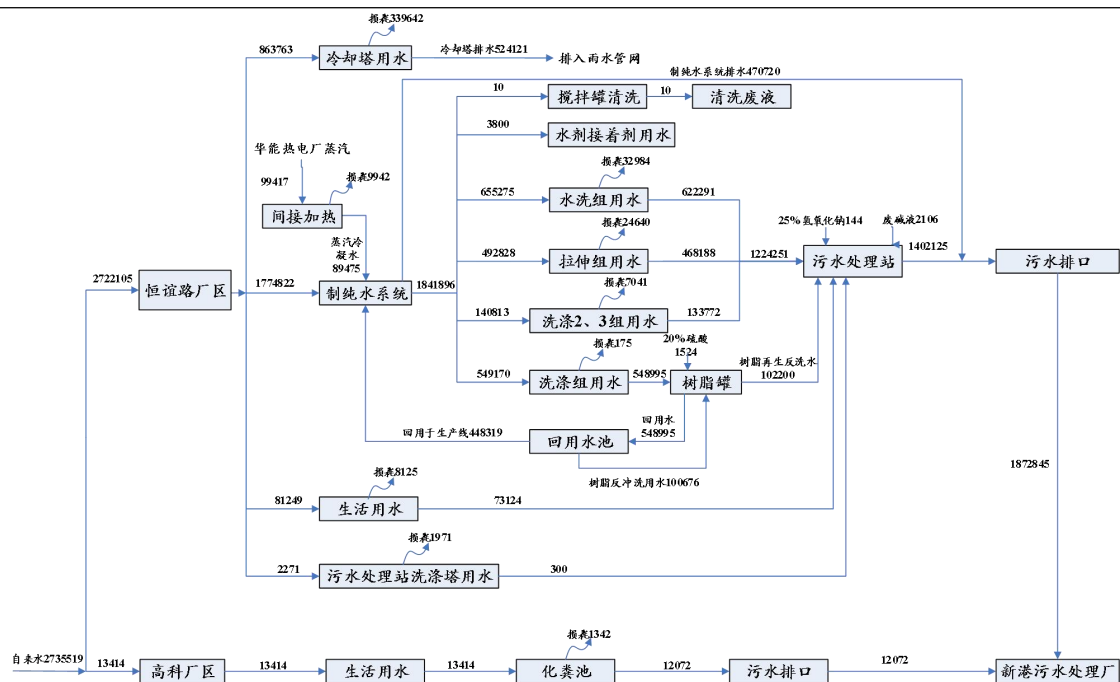 损耗339642
863763
冷却塔用水
冷却塔排水524121
排入雨水管网
制纯水系统排水470720
10
搅拌罐清洗
10
清洗废液
3800
水剂接着剂用水
华能热电厂蒸汽
99417
损耗9942
间接加热
蒸汽冷
凝水
89475
损耗32984
655275
水洗组用水
622291
损耗24640
492828
拉伸组用水
468188
1224251
25%氢氧化钠144
废碱液2106
污水处理站
1402125
污水排口
2722105
恒谊路厂区
1774822
制纯水系统
1841896
损耗7041
140813
洗涤2、3组用水
133772
损耗175
549170
洗涤组用水
548995
20%硫酸
1524
树脂罐
树脂再生反洗水
102200
回用于生产线448319
回用水池
回用水
548995
树脂反冲洗用水100676
1872845
损耗8125
81249
生活用水
73124
损耗1971
2271
污水处理站洗涤塔用水
300
自来水2735519
13414
高科厂区
13414
生活用水
13414
损耗1342
化粪池
12072
污水排口
12072
新港污水处理厂